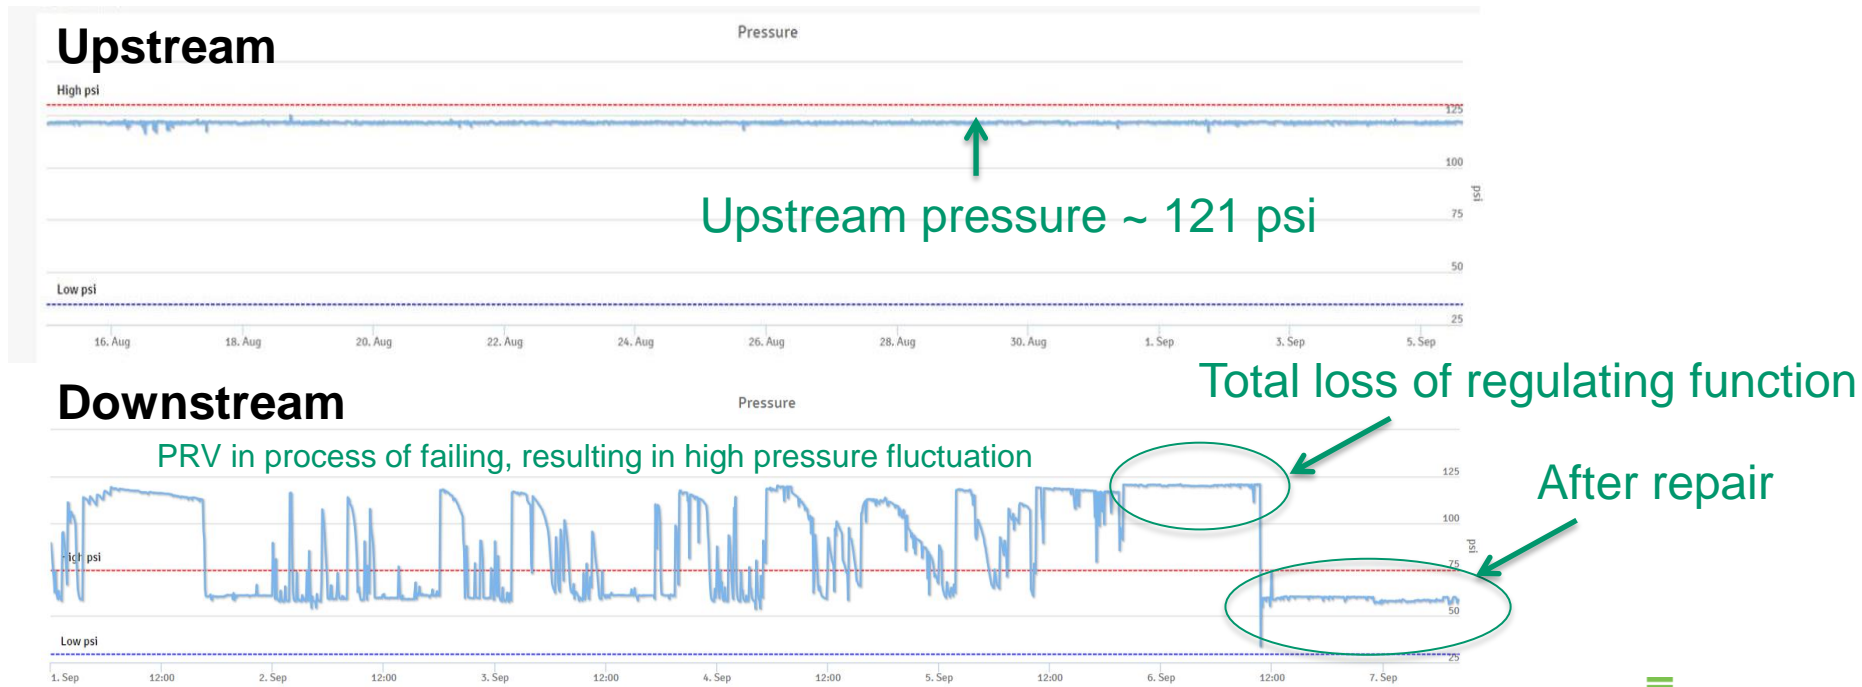 Upstream
Pressure
High psi
125
100
psi
75
50
Low psi
25
Upstream pressure ~ 121 psi
16. Aug 18. Aug 20. Aug 22. Aug 24. Aug 26. Aug 28. Aug 30. Aug 1. Sep 3. Sep 5. Sep
Total loss of regulating function
Downstream
Pressure
PRV in process of failing, resulting in high pressure fluctuation
After repair
125
100
psi
High psi
75
50
Low psi
25
1. Sep 12:00 2. Sep 12:00 3. Sep 12:00 4. Sep 12:00 5. Sep 12:00 6. Sep 12:00 7. Sep